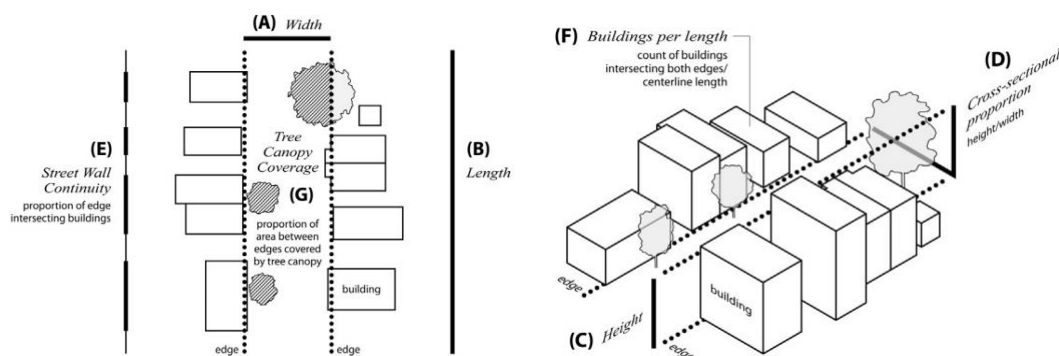 (A) Width
(E)
Street Wall
Continuity
proportion of edge
intersecting buildings
Tree
Canopy
Coverage
(G)
proportion of
area between
edges covered
by tree canopy
building
edge
edge
(B)
Length
(F) Buildings per length
count of buildings
intersecting both edges/
centerline length
(D)
Cross-sectional
proportion
height/width
building
edge
(C) Height
edge